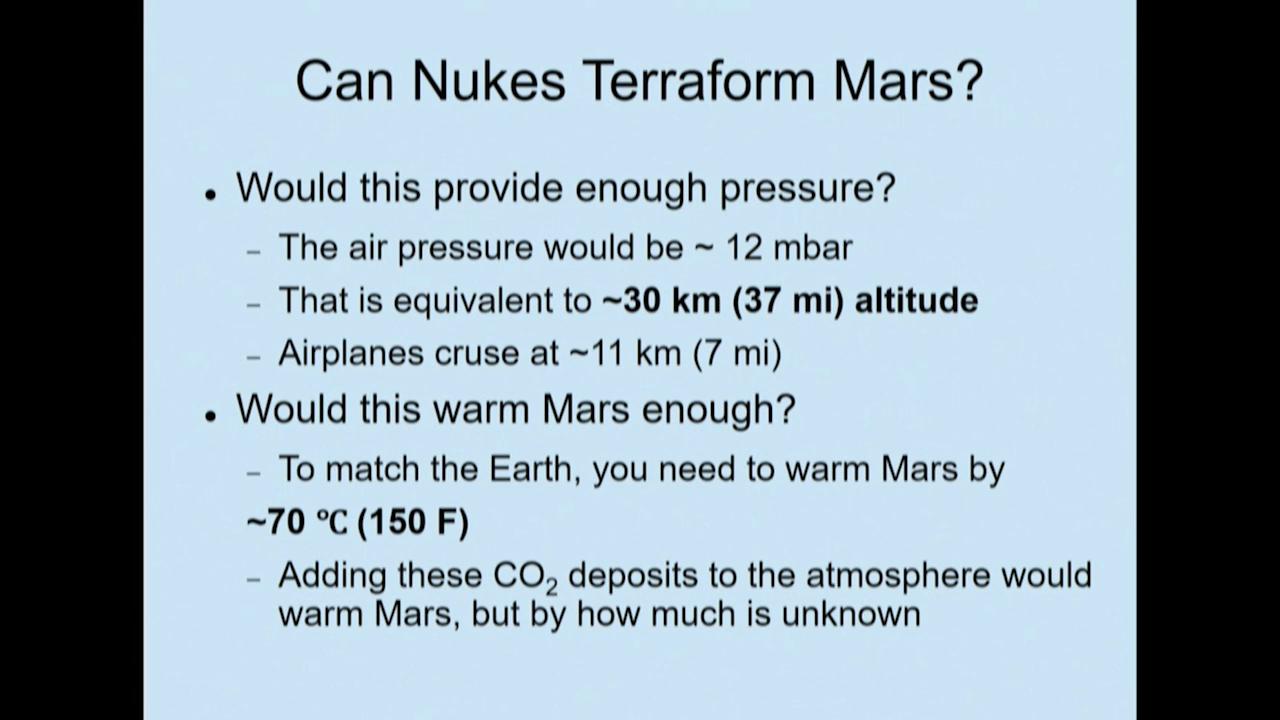 Can Nukes Terraform Mars?
• Would this provide enough pressure?
– The air pressure would be ~ 12 mbar
– That is equivalent to ~30 km (37 mi) altitude
– Airplanes cruse at ~11 km (7 mi)
• Would this warm Mars enough?
– To match the Earth, you need to warm Mars by
~70 ℃ (150 F)
– Adding these CO₂ deposits to the atmosphere would
warm Mars, but by how much is unknown